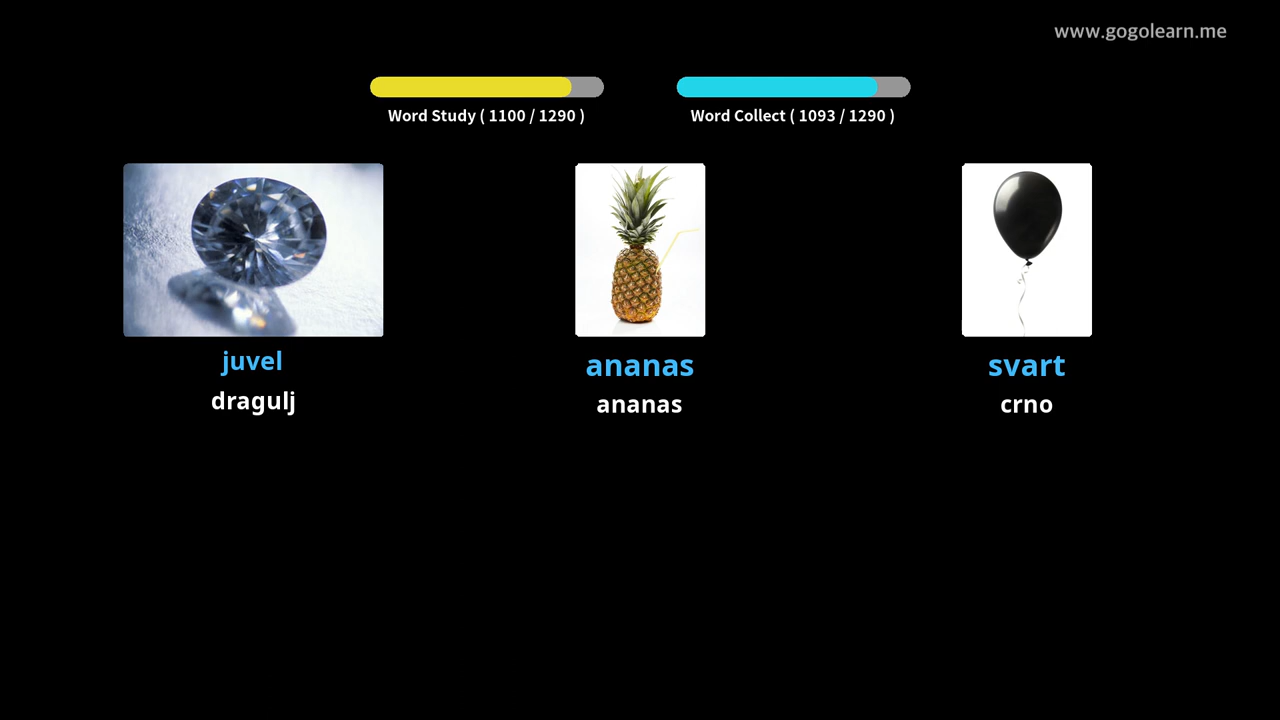 www.gogolearn.me
Word Study ( 1100 / 1290 )
Word Collect ( 1093 / 1290 )
juvel
dragulj
ananas
ananas
svart
crno